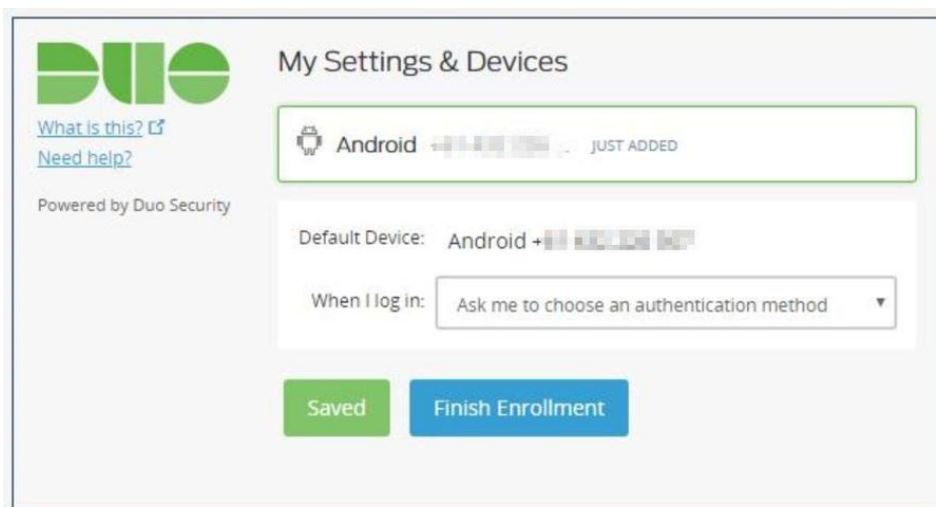 DUO
What is this?
Need help?
Powered by Duo Security
My Settings & Devices
Android JUST ADDED
Default Device: Android +
When I log in: Ask me to choose an authentication method
Saved
Finish Enrollment